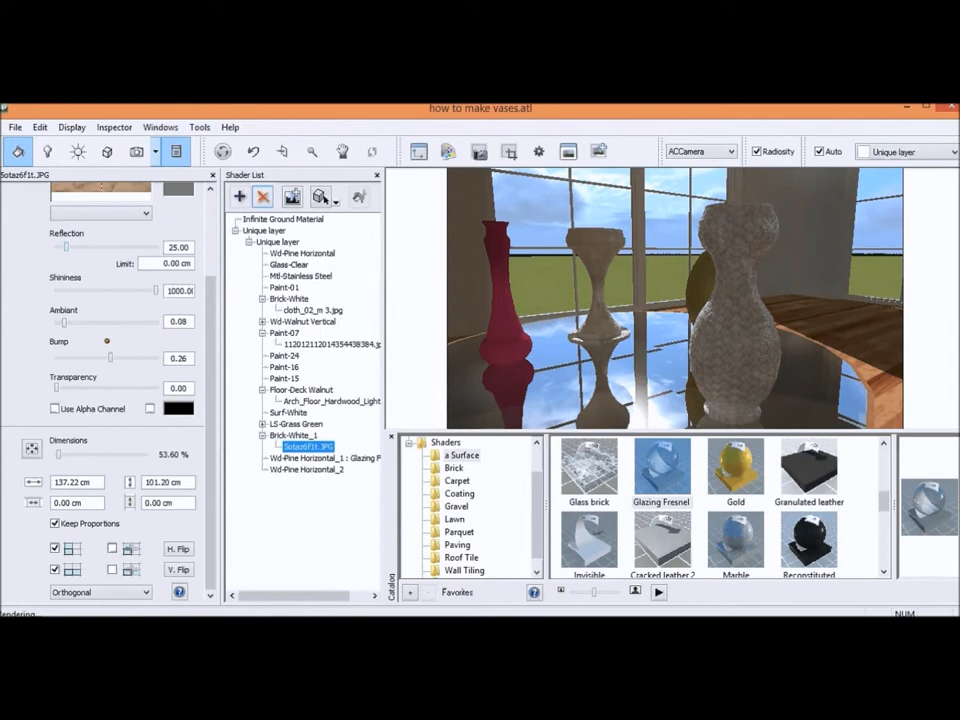 how to make vases.atl
File Edit Display Inspector Windows Tools Help
ACCamera Radiosity Auto Unique layer
5otaz6f1t.JPG
Reflection
25.00
Limit: 0.00 cm
Shininess
Ambient
0.08
Bump
0.26
Transparency
0.00
Use Alpha Channel
Dimensions
53.60 %
137.22 cm 101.20 cm
0.00 cm 0.00 cm
Keep Proportions
H. Flip
V. Flip
Orthogonal
Shader List
Infinite Ground Material
Unique layer
Unique layer
Wd-Pine Horizontal
Glass-Clear
Mtl-Stainless Steel
Paint-01
Brick-White
cloth_02_m 3.jpg
Wd-Walnut Vertical
Paint-07
Paint-24
Paint-16
Paint-15
Floor-Deck Walnut
Arch_Floor_Hardwood_Light
Surf-White
LS-Grass Green
Brick-White_1
5otaz6f1t.JPG
Wd-Pine Horizontal_1 : Glazing F
Wd-Pine Horizontal_2
Catalog
Shaders
a Surface
Brick
Carpet
Coating
Gravel
Lawn
Parquet
Paving
Roof Tile
Wall Tiling
Favorites
Glass brick Glazing Fresnel Gold Granulated leather
Invisible Cracked leather 2 Marble Reconstituted
NUM